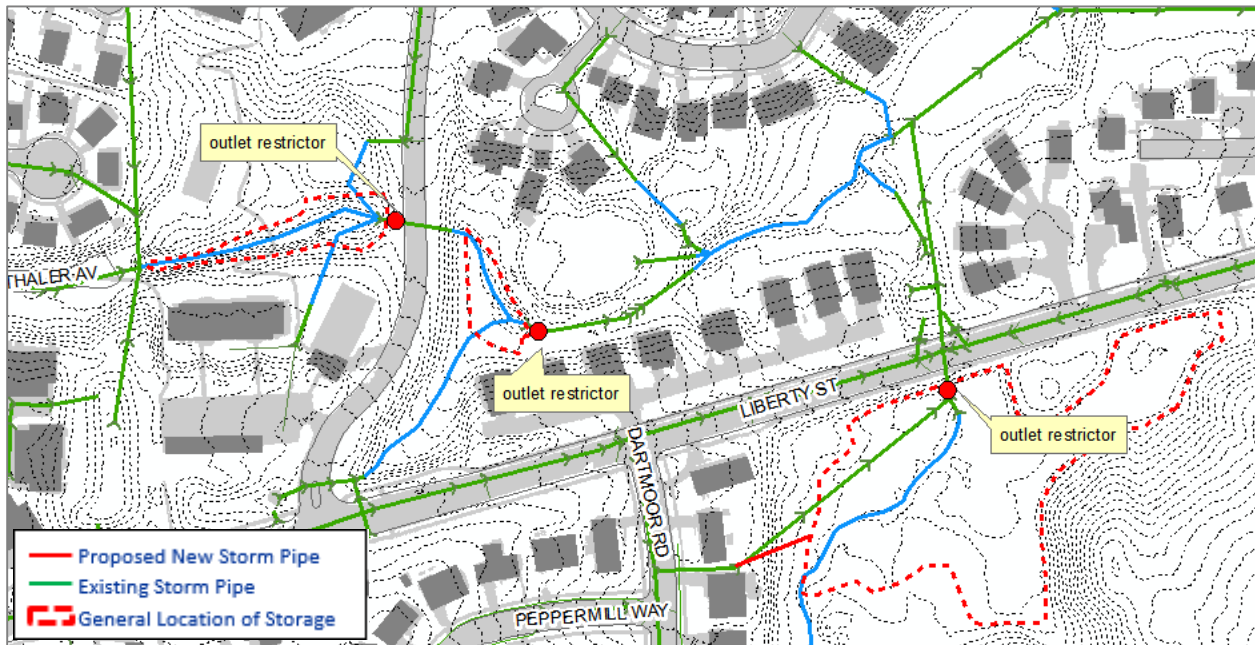 outlet restrictor
THALER AV
outlet restrictor
LIBERTY ST
outlet restrictor
DARTMOOR RD
PEPPERMILL WAY
Proposed New Storm Pipe
Existing Storm Pipe
General Location of Storage